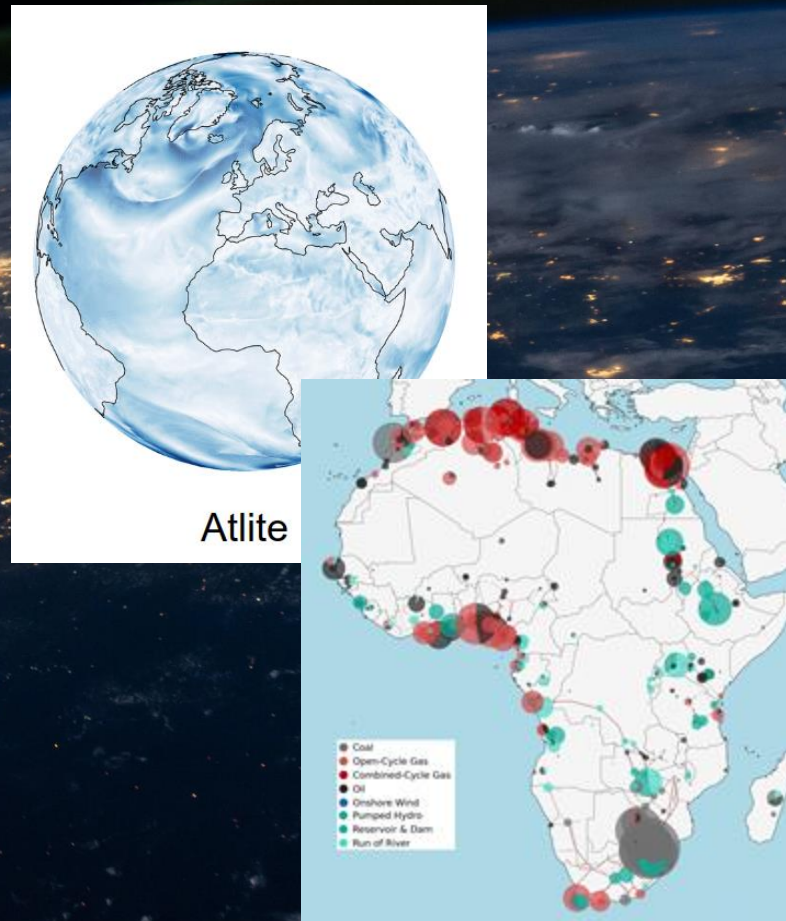 Atlite
Coal
Open-Cycle Gas
Combined-Cycle Gas
Oil
Onshore Wind
Pumped Hydro
Reservoir & Dam
Run of River